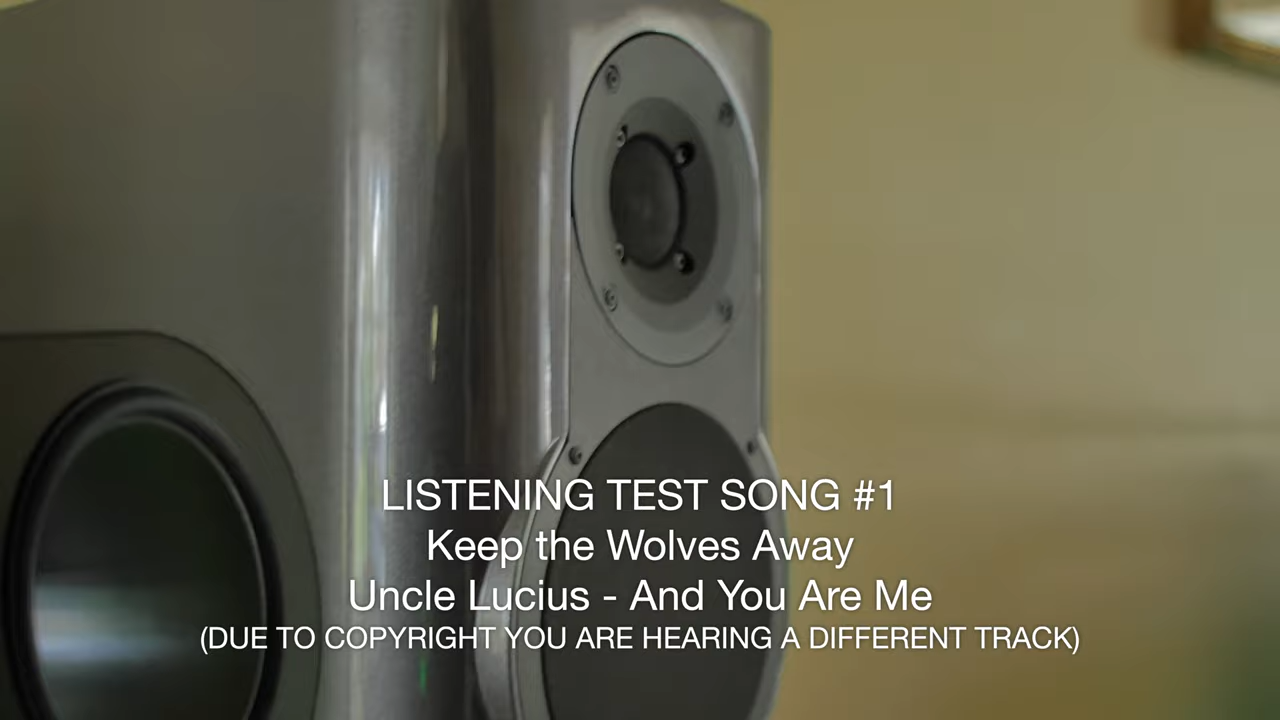 LISTENING TEST SONG #1
Keep the Wolves Away
Uncle Lucius - And You Are Me
(DUE TO COPYRIGHT YOU ARE HEARING A DIFFERENT TRACK)